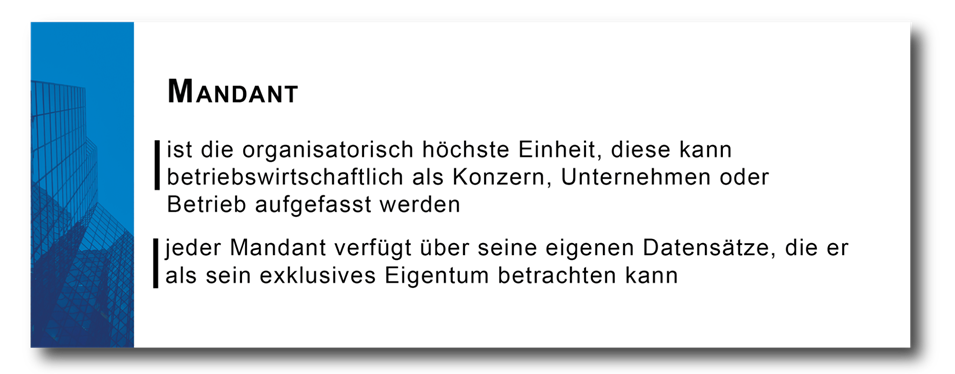 MANDANT
ist die organisatorisch höchste Einheit, diese kann
betriebswirtschaftlich als Konzern, Unternehmen oder
Betrieb aufgefasst werden
jeder Mandant verfügt über seine eigenen Datensätze, die er
als sein exklusives Eigentum betrachten kann